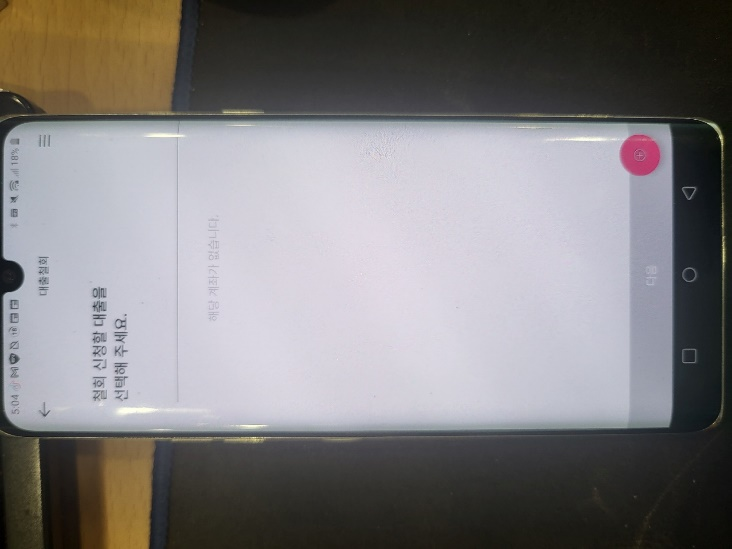 5:04
18%
대출철회
철회 신청할 대출을
선택해 주세요.
해당 계좌가 없습니다.
다음